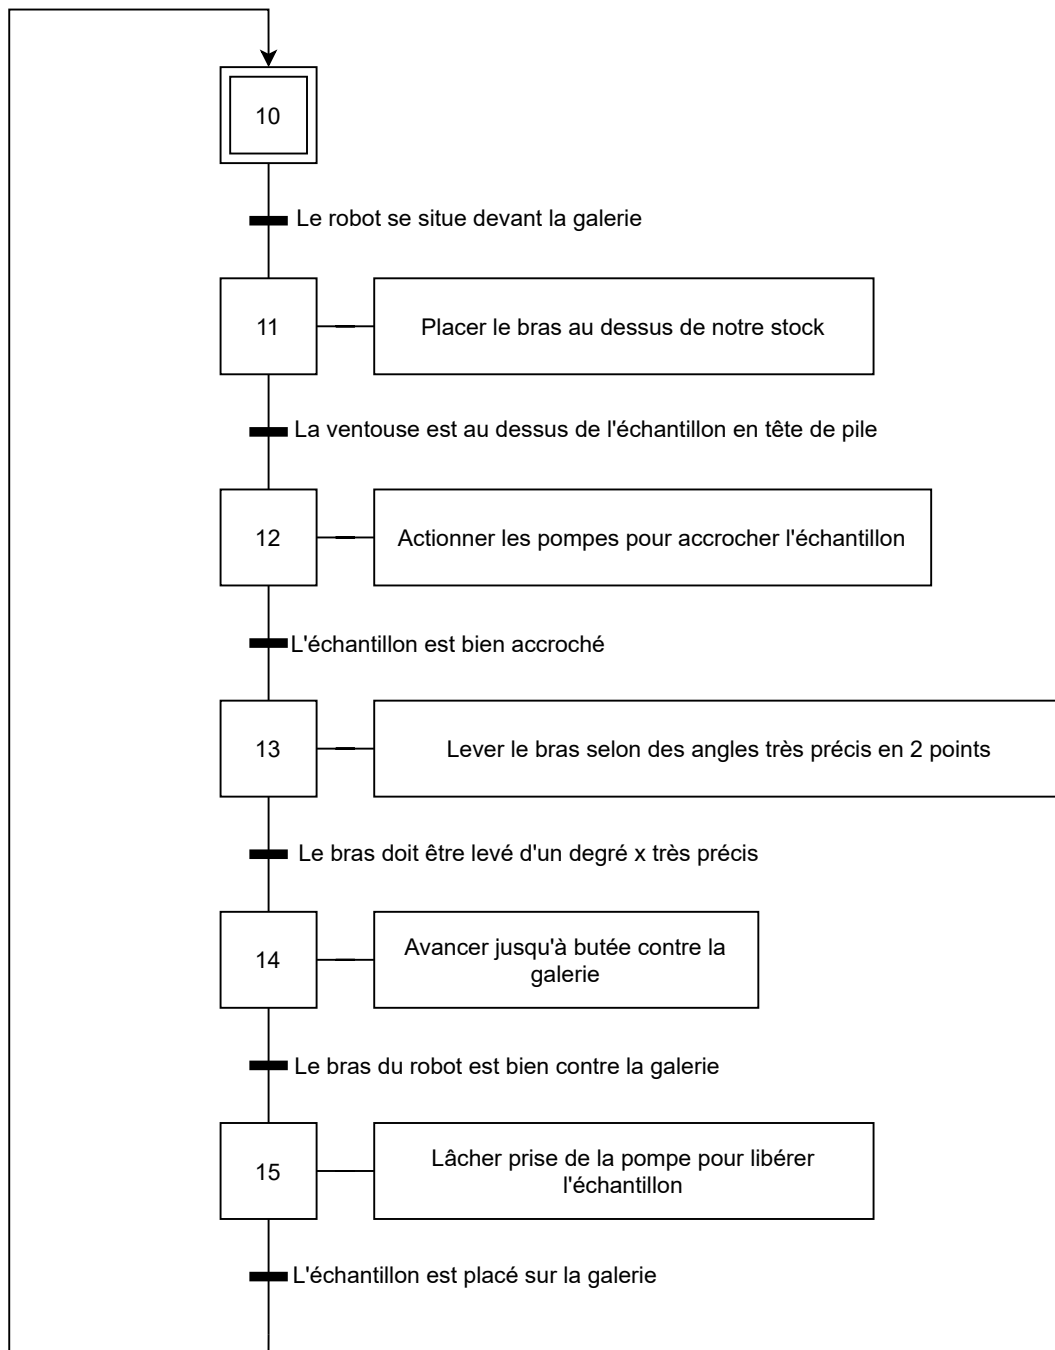 10
Le robot se situe devant la galerie
11
Placer le bras au dessus de notre stock
La ventouse est au dessus de l'échantillon en tête de pile
12
Actionner les pompes pour accrocher l'échantillon
L'échantillon est bien accroché
13
Lever le bras selon des angles très précis en 2 points
Le bras doit être levé d'un degré x très précis
14
Avancer jusqu'à butée contre la
galerie
Le bras du robot est bien contre la galerie
15
Lâcher prise de la pompe pour libérer
l'échantillon
L'échantillon est placé sur la galerie